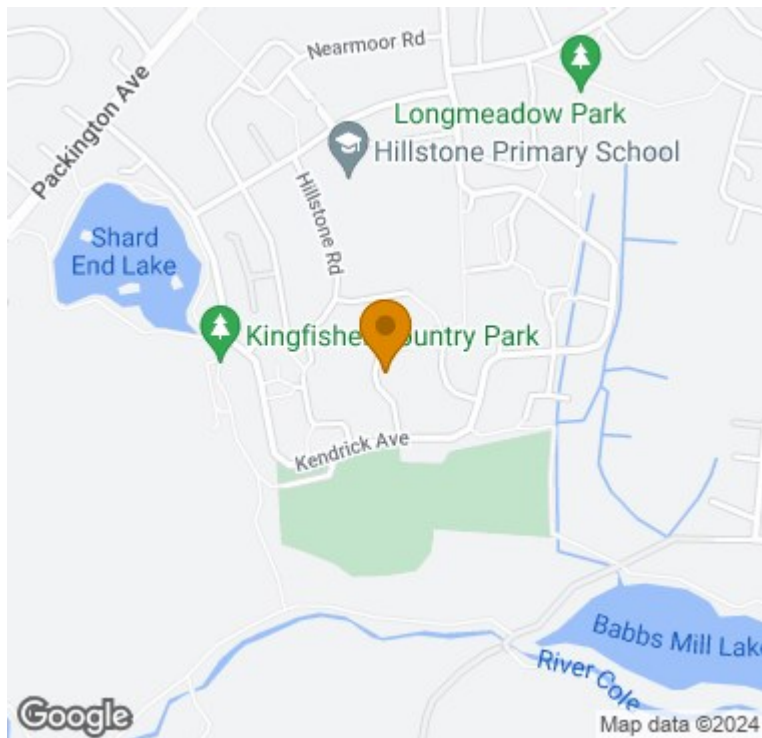 Nearmoor Rd
Packington Ave
Longmeadow Park
Hillstone Primary School
Hillstone Rd
Shard
End Lake
Kingfisher Country Park
Kendrick Ave
Babbs Mill Lake
River Cole
Google
Map data ©2024